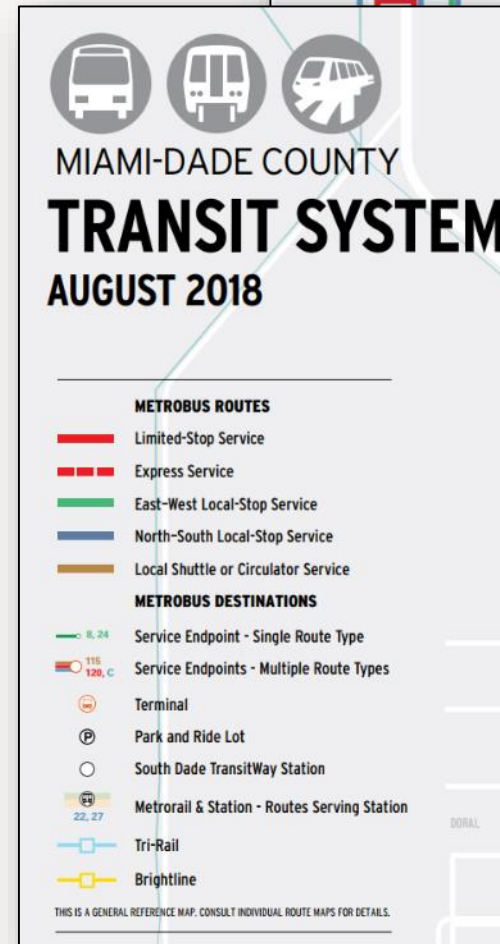 MIAMI-DADE COUNTY
TRANSIT SYSTEM
AUGUST 2018
METROBUS ROUTES
Limited-Stop Service
Express Service
East-West Local-Stop Service
North-South Local-Stop Service
Local Shuttle or Circulator Service
METROBUS DESTINATIONS
8, 24 Service Endpoint - Single Route Type
115
120, C Service Endpoints - Multiple Route Types
Terminal
P Park and Ride Lot
South Dade TransitWay Station
22, 27 Metrorail & Station - Routes Serving Station
Tri-Rail
Brightline
THIS IS A GENERAL REFERENCE MAP. CONSULT INDIVIDUAL ROUTE MAPS FOR DETAILS.
DORAL